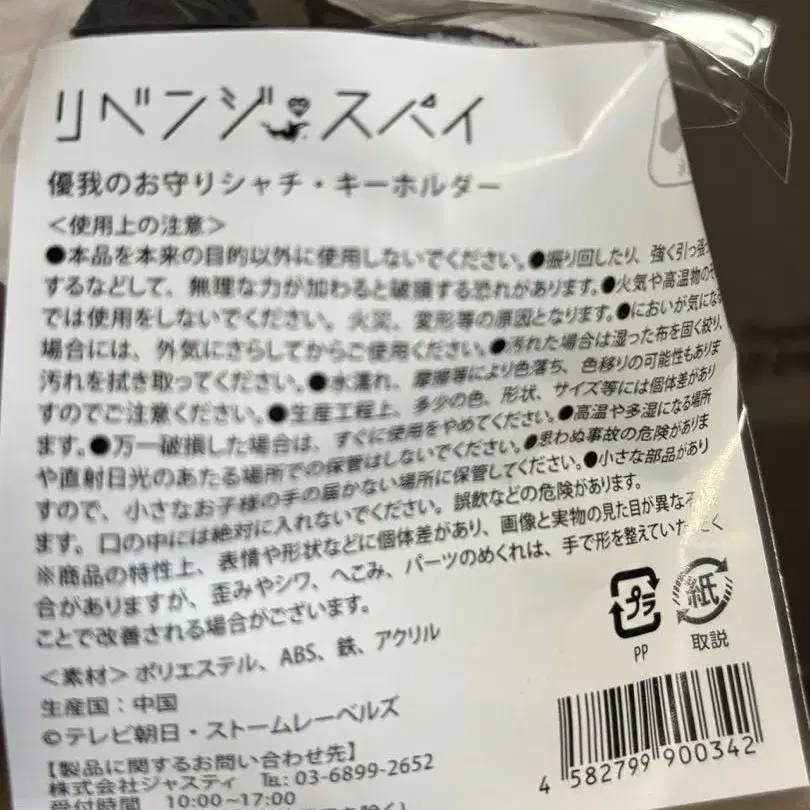 リベンジ・スパイ
優我のお守りシャチ・キーホルダー
＜使用上の注意＞
●本品を本来の目的以外に使用しないでください。●振り回したり、強く引っ張
するなどして、無理な力が加わると破損する恐れがあります。●火気や高温物の
では使用をしないでください。火災、変形等の原因となります。●においが気になる
場合には、外気にさらしてからご使用ください。●汚れた場合は湿った布を固く絞り、
汚れを拭き取ってください。●水濡れ、摩擦等により色落ち、色移りの可能性もありま
すのでご注意ください。●生産工程上、多少の色、形状、サイズ等には個体差があり
ます。●万一破損した場合は、すぐに使用をやめてください。●高温や多湿になる場所
や直射日光のあたる場所での保管はしないでください。●思わぬ事故の危険がありま
すので、小さなお子様の手の届かない場所に保管してください。●小さな部品があり
ます。口の中には絶対に入れないでください。誤飲などの危険があります。
※商品の特性上、表情や形状などに個体差があり、画像と実物の見た目が異なる
合がありますが、歪みやシワ、へこみ、パーツのめくれは、手で形を整えていただく
ことで改善される場合がございます。
＜素材＞ポリエステル、ABS、鉄、アクリル
生産国：中国
©テレビ朝日・ストームレーベルズ
【製品に関するお問い合わせ先】
株式会社ジャスティ TEL: 03-6899-2652
受付時間 10:00～17:00
プラ
PP
紙
取説
4 582799 900342